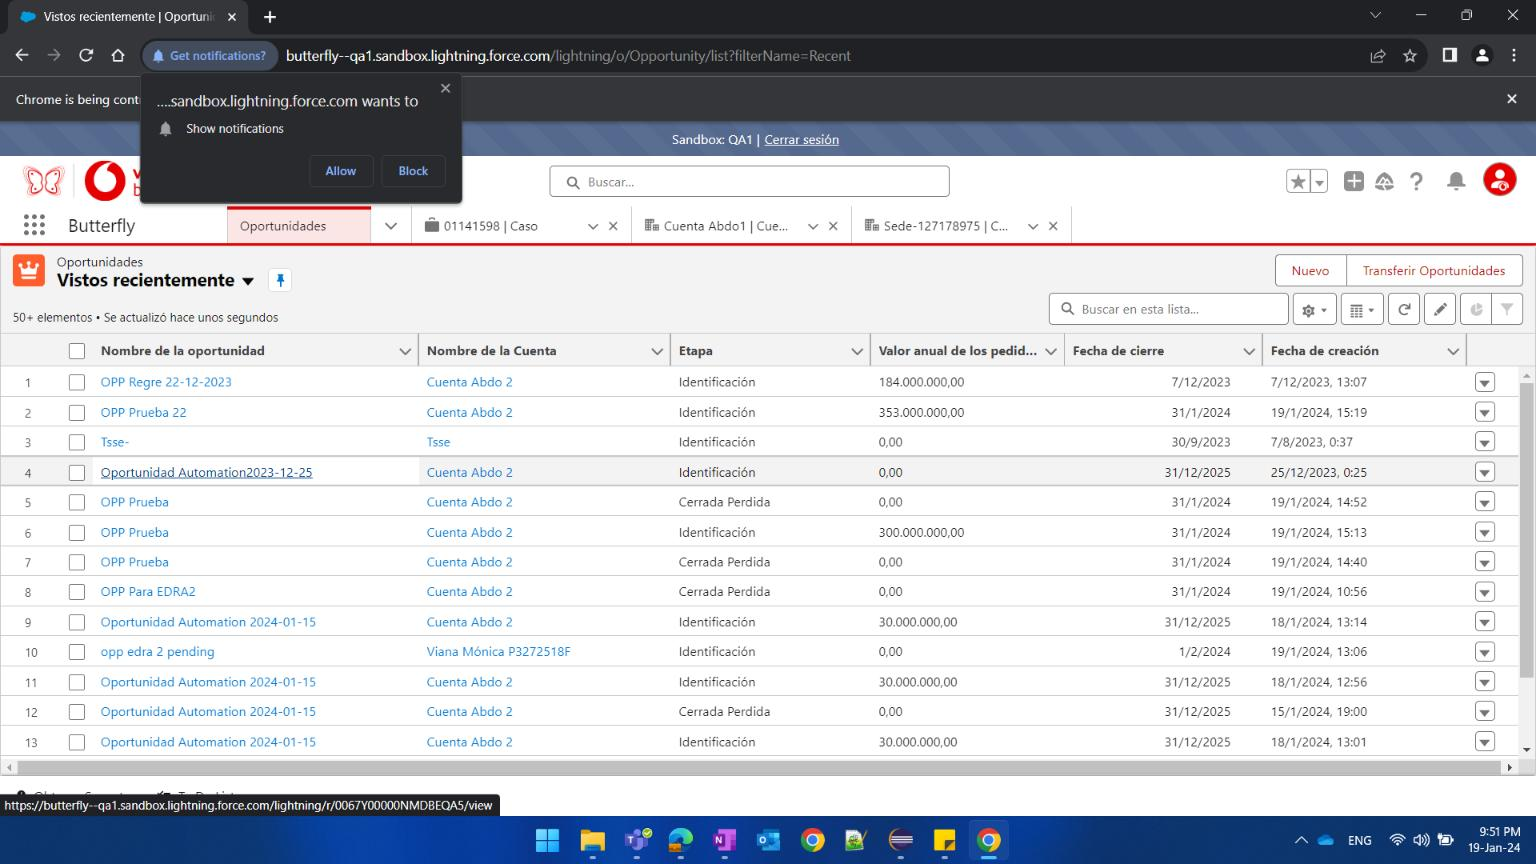 Vistos recientemente | Oportuni
Get notifications?
butterfly--qa1.sandbox.lightning.force.com/lightning/o/Opportunity/list?filterName=Recent
Chrome is being cont
....sandbox.lightning.force.com wants to
Show notifications
Allow
Block
Sandbox: QA1 | Cerrar sesión
Buscar...
Butterfly
Oportunidades
01141598 | Caso
Cuenta Abdo1 | Cue...
Sede-127178975 | C...
Oportunidades
Vistos recientemente
Nuevo
Transferir Oportunidades
50+ elementos • Se actualizó hace unos segundos
Buscar en esta lista...
Nombre de la oportunidad Nombre de la Cuenta Etapa Valor anual de los pedid... Fecha de cierre Fecha de creación
1 OPP Regre 22-12-2023 Cuenta Abdo 2 Identificación 184.000.000,00 7/12/2023 7/12/2023, 13:07
2 OPP Prueba 22 Cuenta Abdo 2 Identificación 353.000.000,00 31/1/2024 19/1/2024, 15:19
3 Tsse- Tsse Identificación 0,00 30/9/2023 7/8/2023, 0:37
4 Oportunidad Automation2023-12-25 Cuenta Abdo 2 Identificación 0,00 31/12/2025 25/12/2023, 0:25
5 OPP Prueba Cuenta Abdo 2 Cerrada Perdida 0,00 31/1/2024 19/1/2024, 14:52
6 OPP Prueba Cuenta Abdo 2 Identificación 300.000.000,00 31/1/2024 19/1/2024, 15:13
7 OPP Prueba Cuenta Abdo 2 Cerrada Perdida 0,00 31/1/2024 19/1/2024, 14:40
8 OPP Para EDRA2 Cuenta Abdo 2 Cerrada Perdida 0,00 31/1/2024 19/1/2024, 10:56
9 Oportunidad Automation 2024-01-15 Cuenta Abdo 2 Identificación 30.000.000,00 31/12/2025 18/1/2024, 13:14
10 opp edra 2 pending Viana Mónica P3272518F Identificación 0,00 1/2/2024 19/1/2024, 13:06
11 Oportunidad Automation 2024-01-15 Cuenta Abdo 2 Identificación 30.000.000,00 31/12/2025 18/1/2024, 12:56
12 Oportunidad Automation 2024-01-15 Cuenta Abdo 2 Cerrada Perdida 0,00 31/12/2025 15/1/2024, 19:00
13 Oportunidad Automation 2024-01-15 Cuenta Abdo 2 Identificación 30.000.000,00 31/12/2025 18/1/2024, 13:01
https://butterfly--qa1.sandbox.lightning.force.com/lightning/r/0067Y00000NMDBEQA5/view
ENG
9:51 PM
19-Jan-24